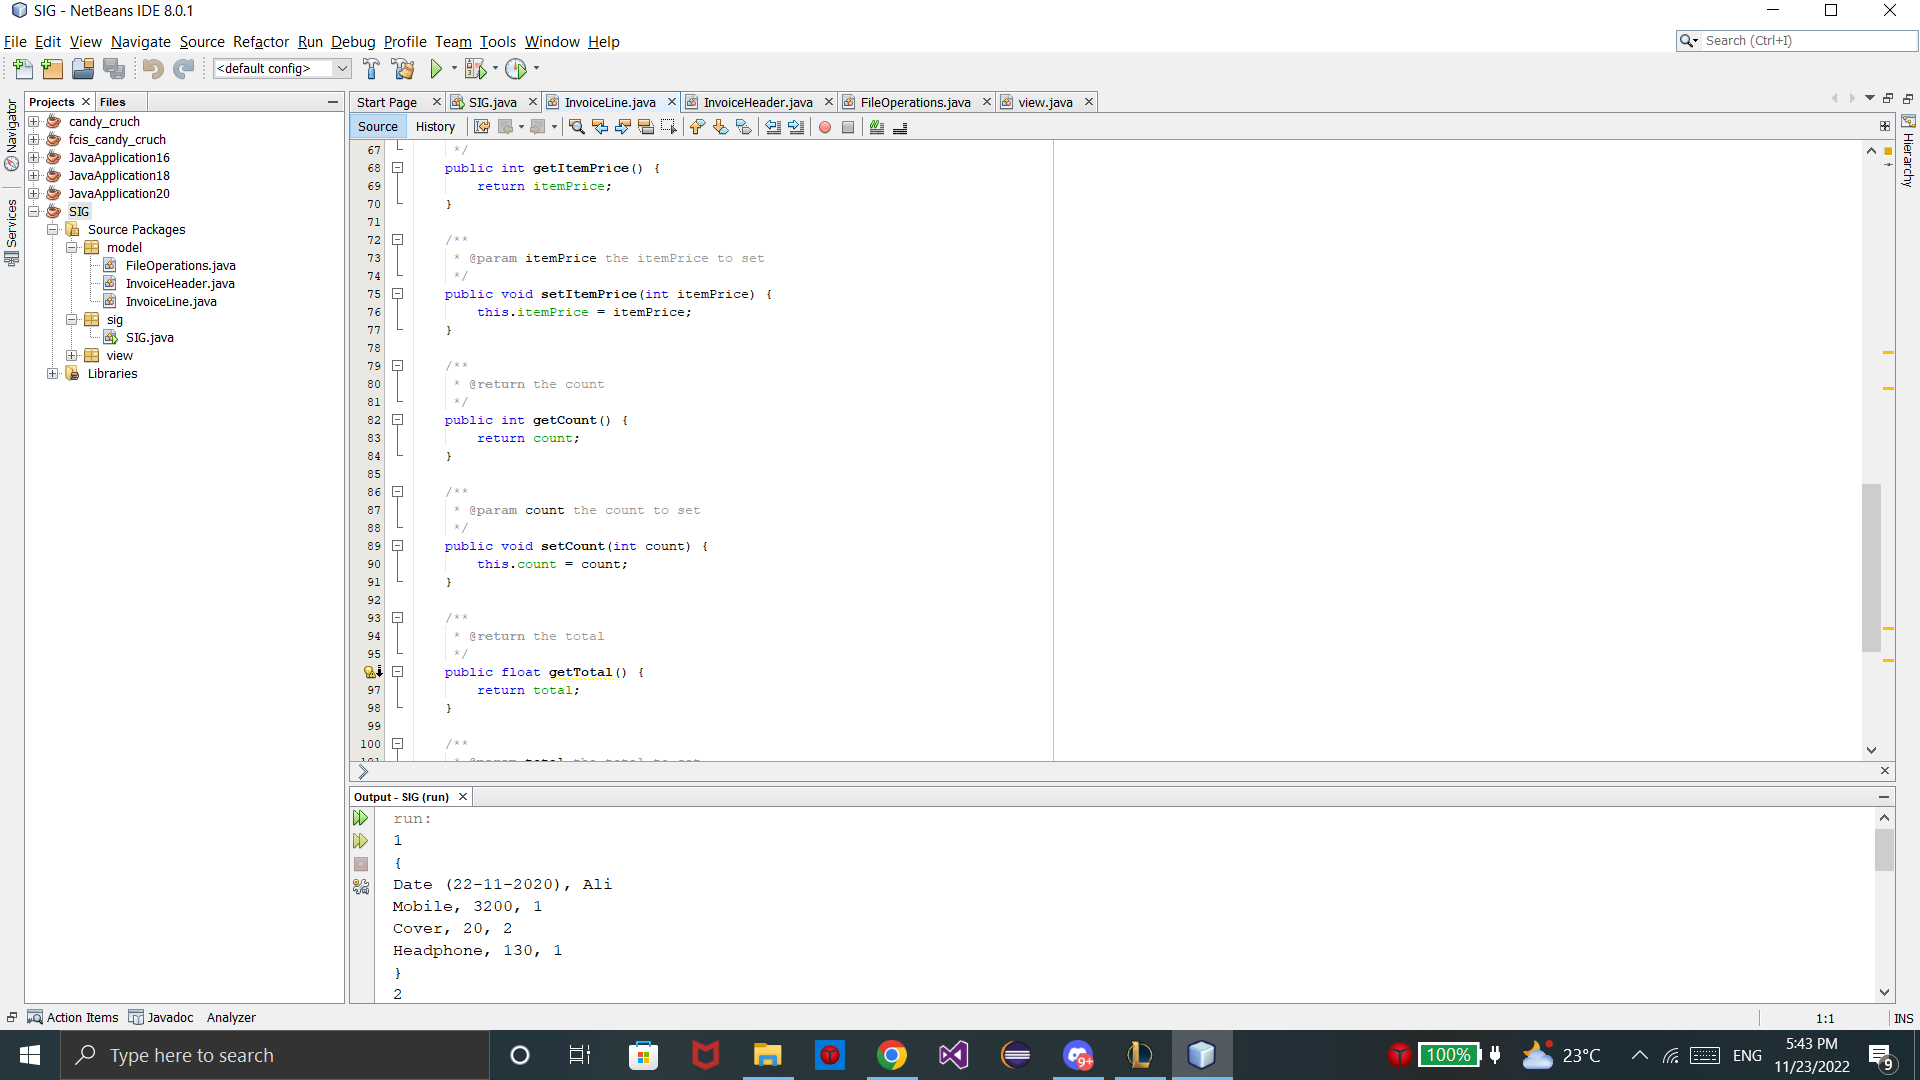 SIG - NetBeans IDE 8.0.1
File Edit View Navigate Source Refactor Run Debug Profile Team Tools Window Help
Search (Ctrl+I)
<default config>
Navigator
Services
Projects Files
candy_cruch
fcis_candy_cruch
JavaApplication16
JavaApplication18
JavaApplication20
SIG
Source Packages
model
FileOperations.java
InvoiceHeader.java
InvoiceLine.java
sig
SIG.java
view
Libraries
Start Page SIG.java InvoiceLine.java InvoiceHeader.java FileOperations.java view.java
Source History
Hierarchy
67 */
68 public int getItemPrice() {
69 return itemPrice;
70 }
71
72 /**
73 * @param itemPrice the itemPrice to set
74 */
75 public void setItemPrice(int itemPrice) {
76 this.itemPrice = itemPrice;
77 }
78
79 /**
80 * @return the count
81 */
82 public int getCount() {
83 return count;
84 }
85
86 /**
87 * @param count the count to set
88 */
89 public void setCount(int count) {
90 this.count = count;
91 }
92
93 /**
94 * @return the total
95 */
public float getTotal() {
97 return total;
98 }
99
100 /**
101 * @param total the total to set
Output - SIG (run)
run:
1
{
Date (22-11-2020), Ali
Mobile, 3200, 1
Cover, 20, 2
Headphone, 130, 1
}
2
Action Items Javadoc Analyzer
1:1 INS
Type here to search
9+
100%
23°C
ENG
5:43 PM
11/23/2022
9